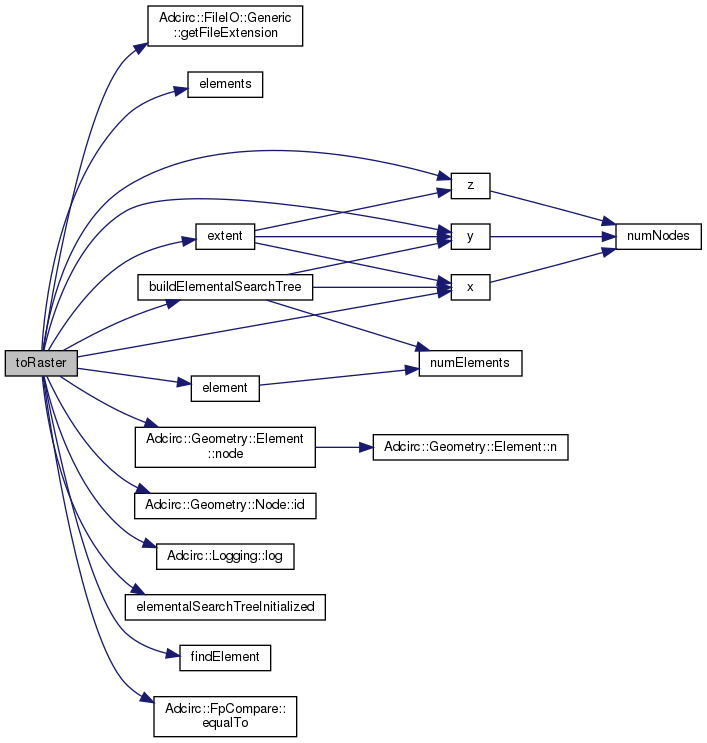 Adcirc::FileIO::Generic
::getFileExtension
elements
z
extent
y
numNodes
buildElementalSearchTree
x
toRaster
numElements
element
Adcirc::Geometry::Element
::node
Adcirc::Geometry::Element::n
Adcirc::Geometry::Node::id
Adcirc::Logging::log
elementalSearchTreeInitialized
findElement
Adcirc::FpCompare::
equalTo